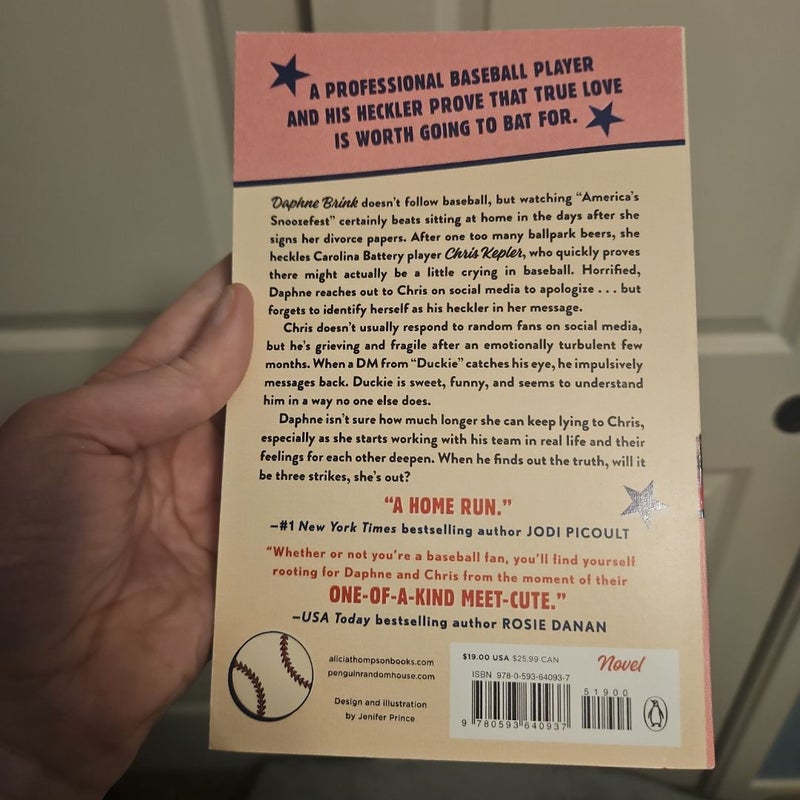 A PROFESSIONAL BASEBALL PLAYER
AND HIS HECKLER PROVE THAT TRUE LOVE
IS WORTH GOING TO BAT FOR.
Daphne Brink doesn't follow baseball, but watching "America's
Snoozefest" certainly beats sitting at home in the days after she
signs her divorce papers. After one too many ballpark beers, she
heckles Carolina Battery player Chris Kepler, who quickly proves
there might actually be a little crying in baseball. Horrified,
Daphne reaches out to Chris on social media to apologize . . . but
forgets to identify herself as his heckler in her message.
Chris doesn't usually respond to random fans on social media,
but he's grieving and fragile after an emotionally turbulent few
months. When a DM from "Duckie" catches his eye, he impulsively
messages back. Duckie is sweet, funny, and seems to understand
him in a way no one else does.
Daphne isn't sure how much longer she can keep lying to Chris,
especially as she starts working with his team in real life and their
feelings for each other deepen. When he finds out the truth, will it
be three strikes, she's out?
"A HOME RUN."
—#1 New York Times bestselling author JODI PICOULT
"Whether or not you're a baseball fan, you'll find yourself
rooting for Daphne and Chris from the moment of their
ONE-OF-A-KIND MEET-CUTE."
—USA Today bestselling author ROSIE DANAN
aliciathompsonbooks.com
penguinrandomhouse.com
Design and illustration
by Jenifer Prince
$19.00 USA $25.99 CAN
Novel
ISBN 978-0-593-64093-7
51900
9 780593 640937